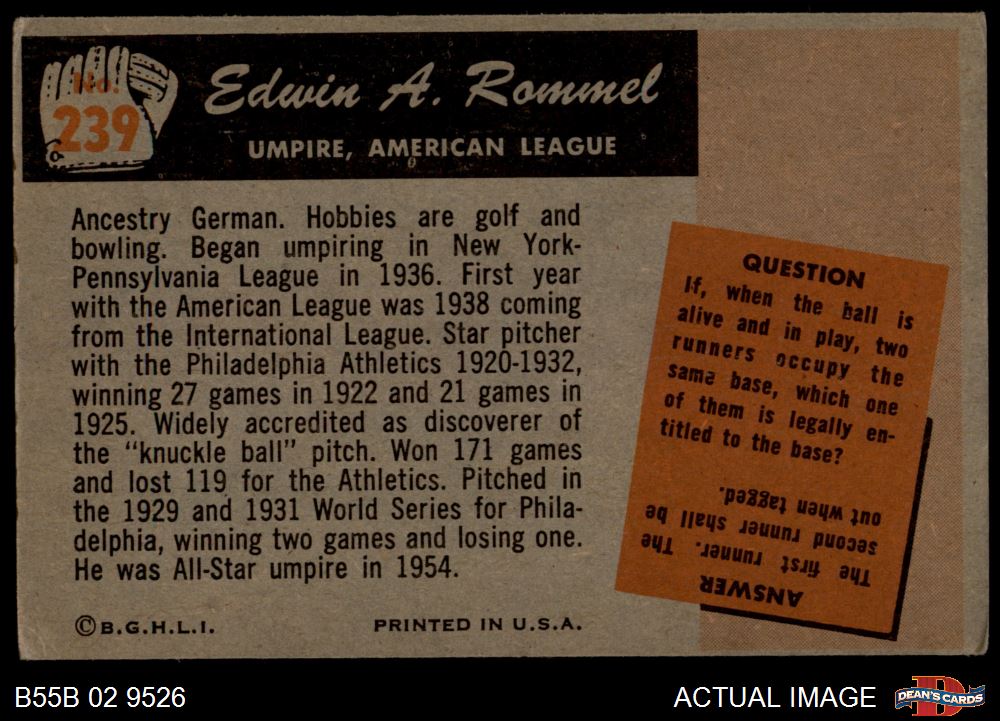 No.
239
Edwin A. Rommel
UMPIRE, AMERICAN LEAGUE
Ancestry German. Hobbies are golf and
bowling. Began umpiring in New York-
Pennsylvania League in 1936. First year
with the American League was 1938 coming
from the International League. Star pitcher
with the Philadelphia Athletics 1920-1932,
winning 27 games in 1922 and 21 games in
1925. Widely accredited as discoverer of
the "knuckle ball" pitch. Won 171 games
and lost 119 for the Athletics. Pitched in
the 1929 and 1931 World Series for Phila-
delphia, winning two games and losing one.
He was All-Star umpire in 1954.
©B.G.H.L.I.
PRINTED IN U.S.A.
QUESTION
If, when the ball is
alive and in play, two
runners occupy the
same base, which one
of them is legally en-
titled to the base?
ANSWER
The first runner. The
second runner shall be
out when tagged.
B55B 02 9526
ACTUAL IMAGE
DEAN'S CARDS